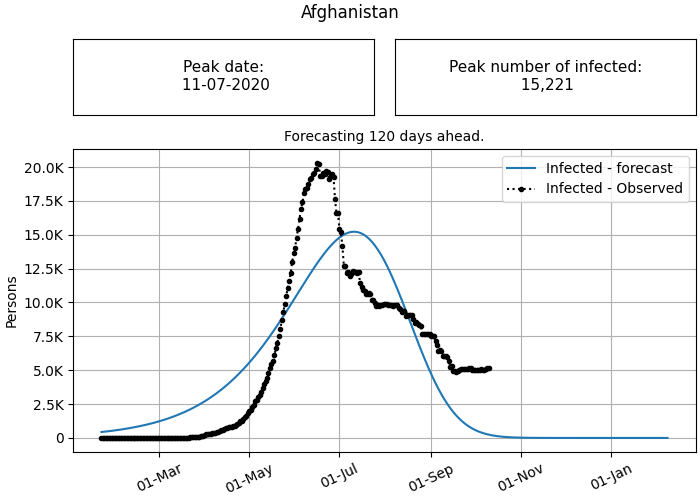 Afghanistan
Peak date:
11-07-2020
Peak number of infected:
15,221
Forecasting 120 days ahead.
Infected - forecast
Infected - Observed
Persons
20.0K
17.5K
15.0K
12.5K
10.0K
7.5K
5.0K
2.5K
0
01-Mar
01-May
01-Jul
01-Sep
01-Nov
01-Jan